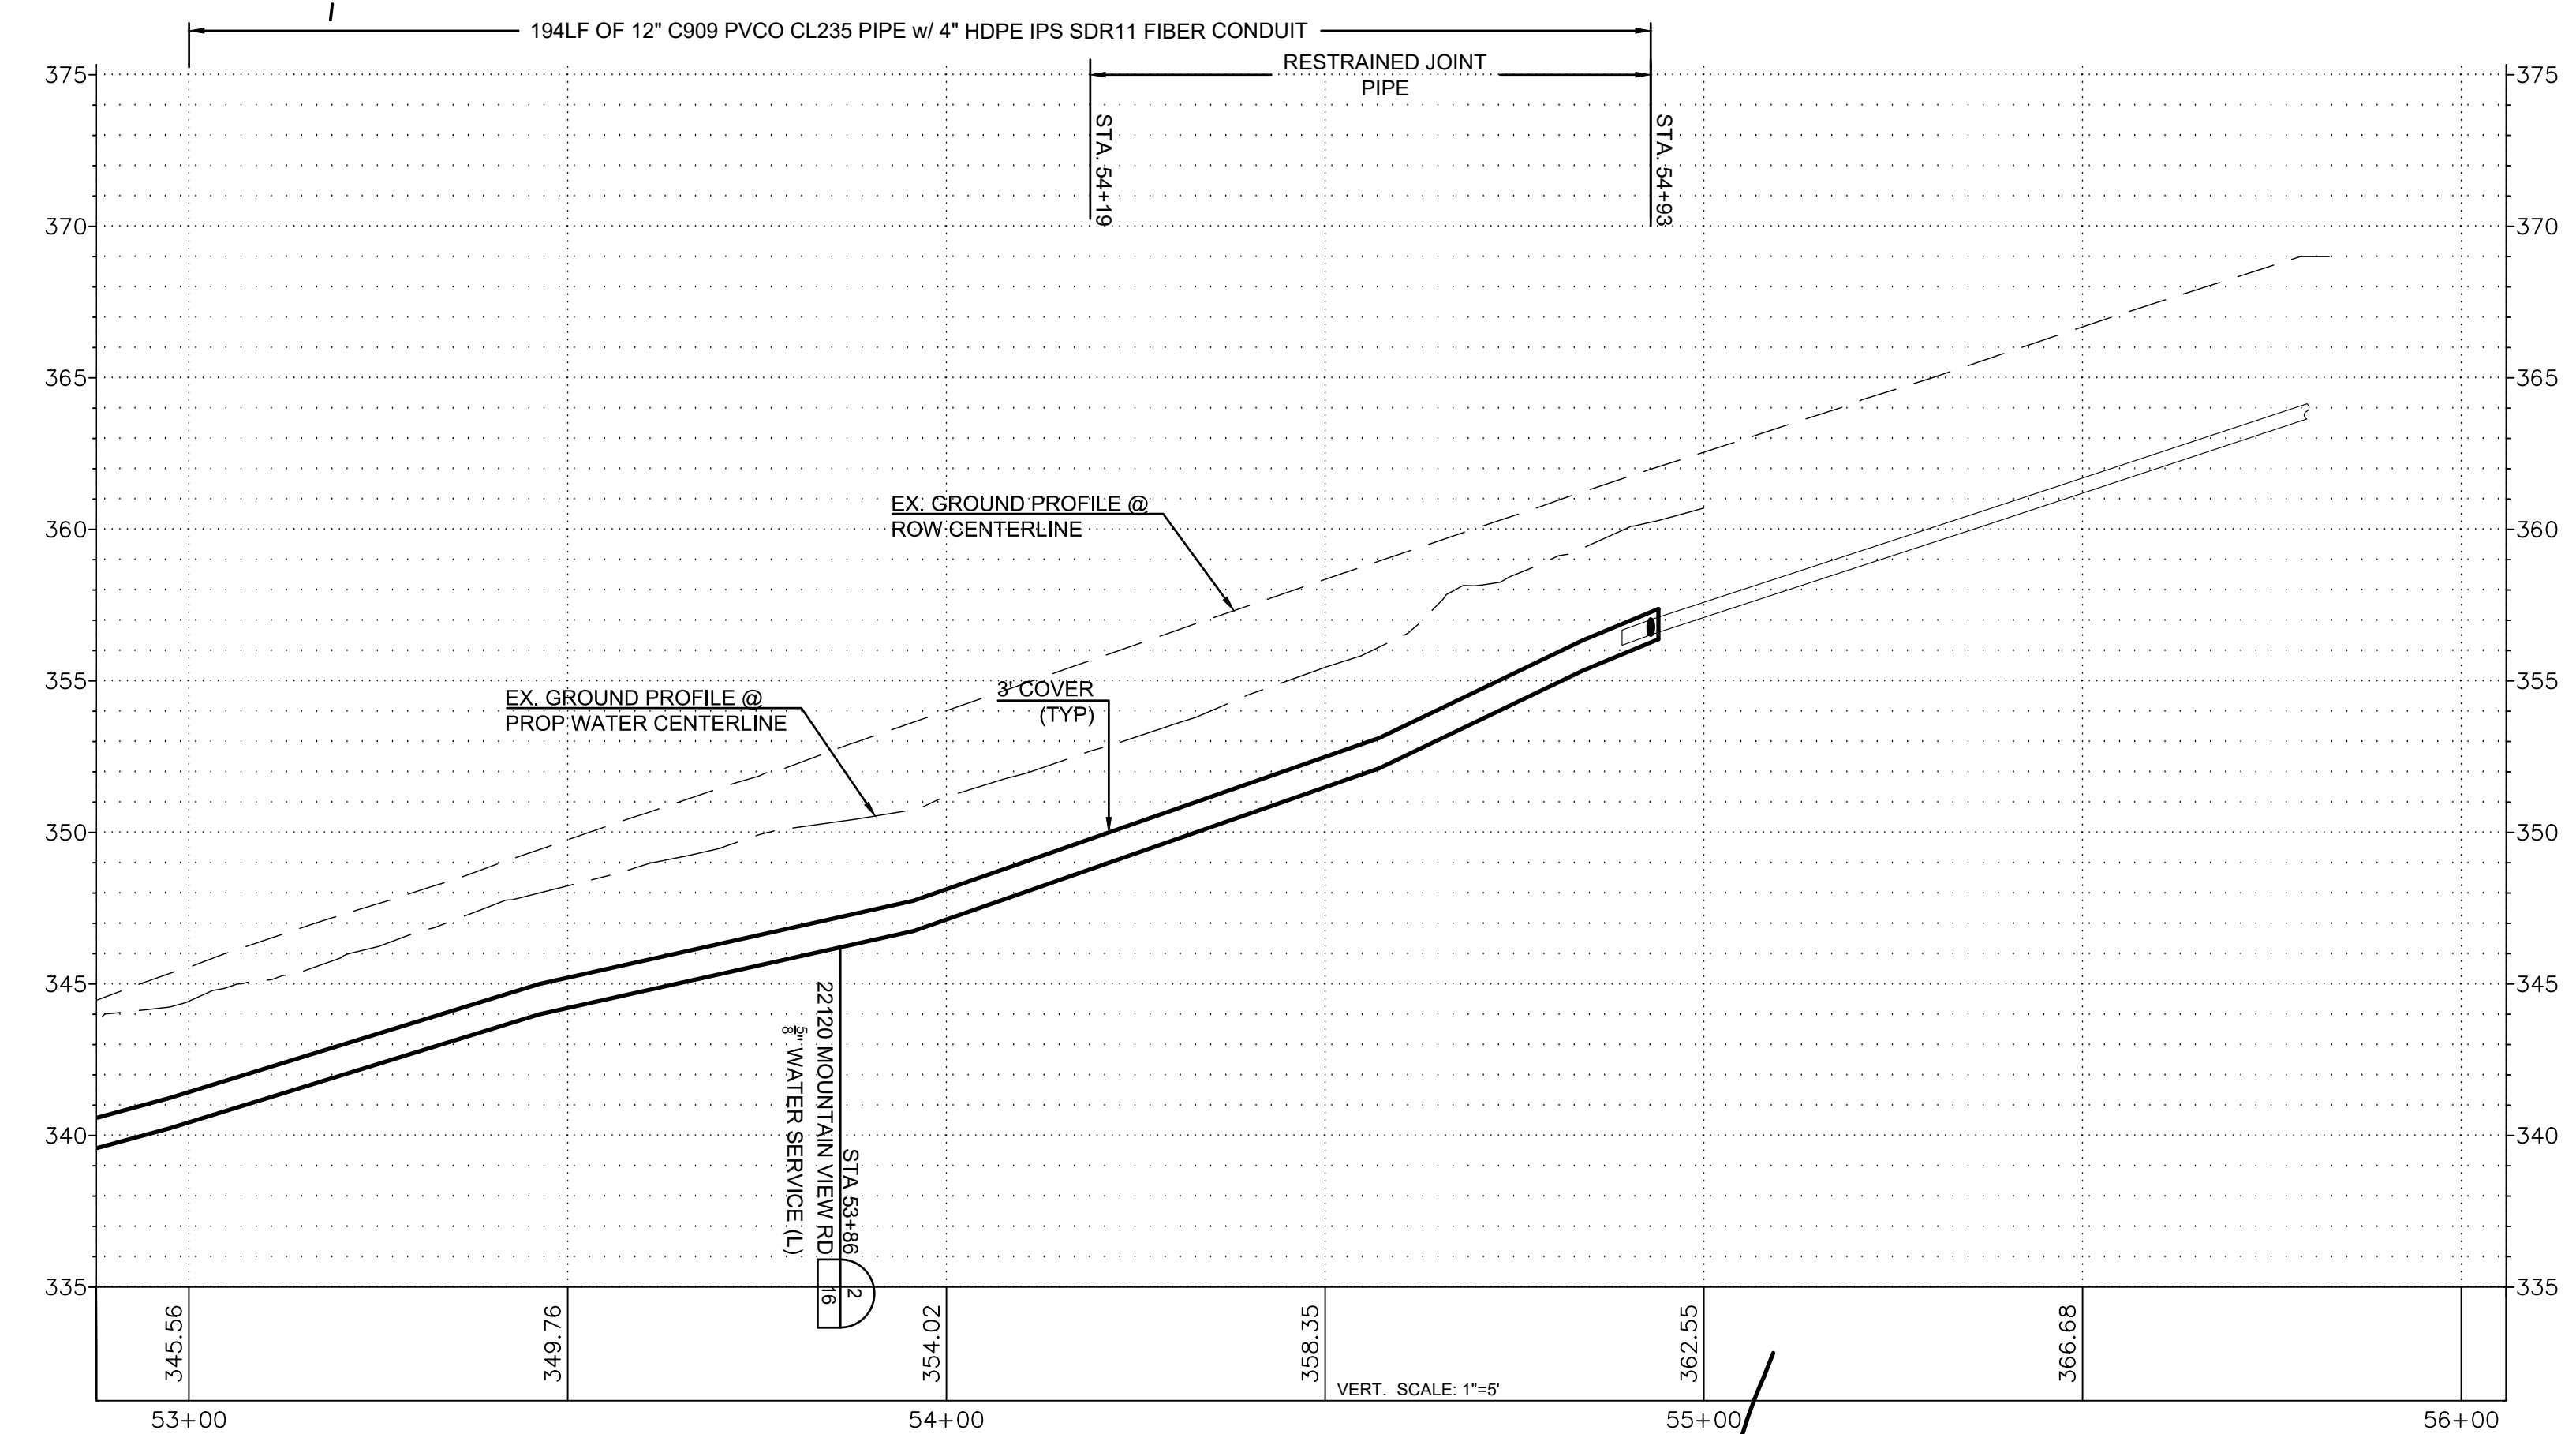 194LF OF 12" C909 PVCO CL235 PIPE w/ 4" HDPE IPS SDR11 FIBER CONDUIT
RESTRAINED JOINT
PIPE
STA. 54+19
STA. 54+93
375
370
365
360
355
350
345
340
335
375
370
365
360
355
350
345
340
335
EX. GROUND PROFILE @
ROW CENTERLINE
EX. GROUND PROFILE @
PROP WATER CENTERLINE
3' COVER
(TYP)
STA 53+86
22120 MOUNTAIN VIEW RD
5/8" WATER SERVICE (L)
2
16
345.56
349.76
354.02
358.35
362.55
366.68
VERT. SCALE: 1"=5'
53+00
54+00
55+00
56+00